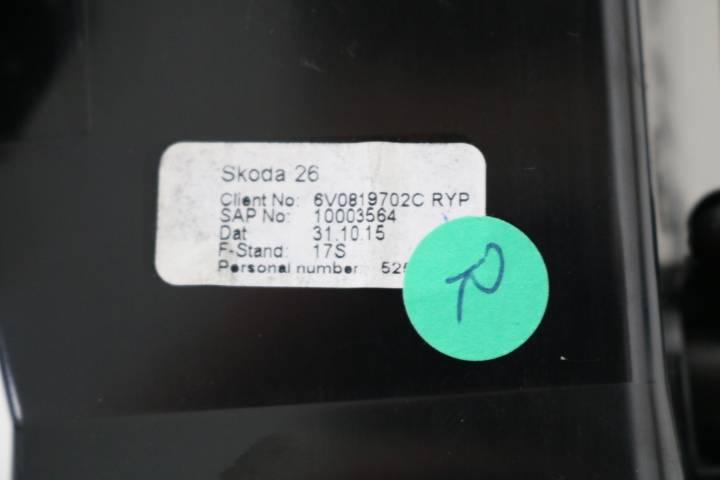 Skoda 26
Client No: 6V0819702C RYP
SAP No: 10003564
Dat 31.10.15
F-Stand: 17S
Personal number: